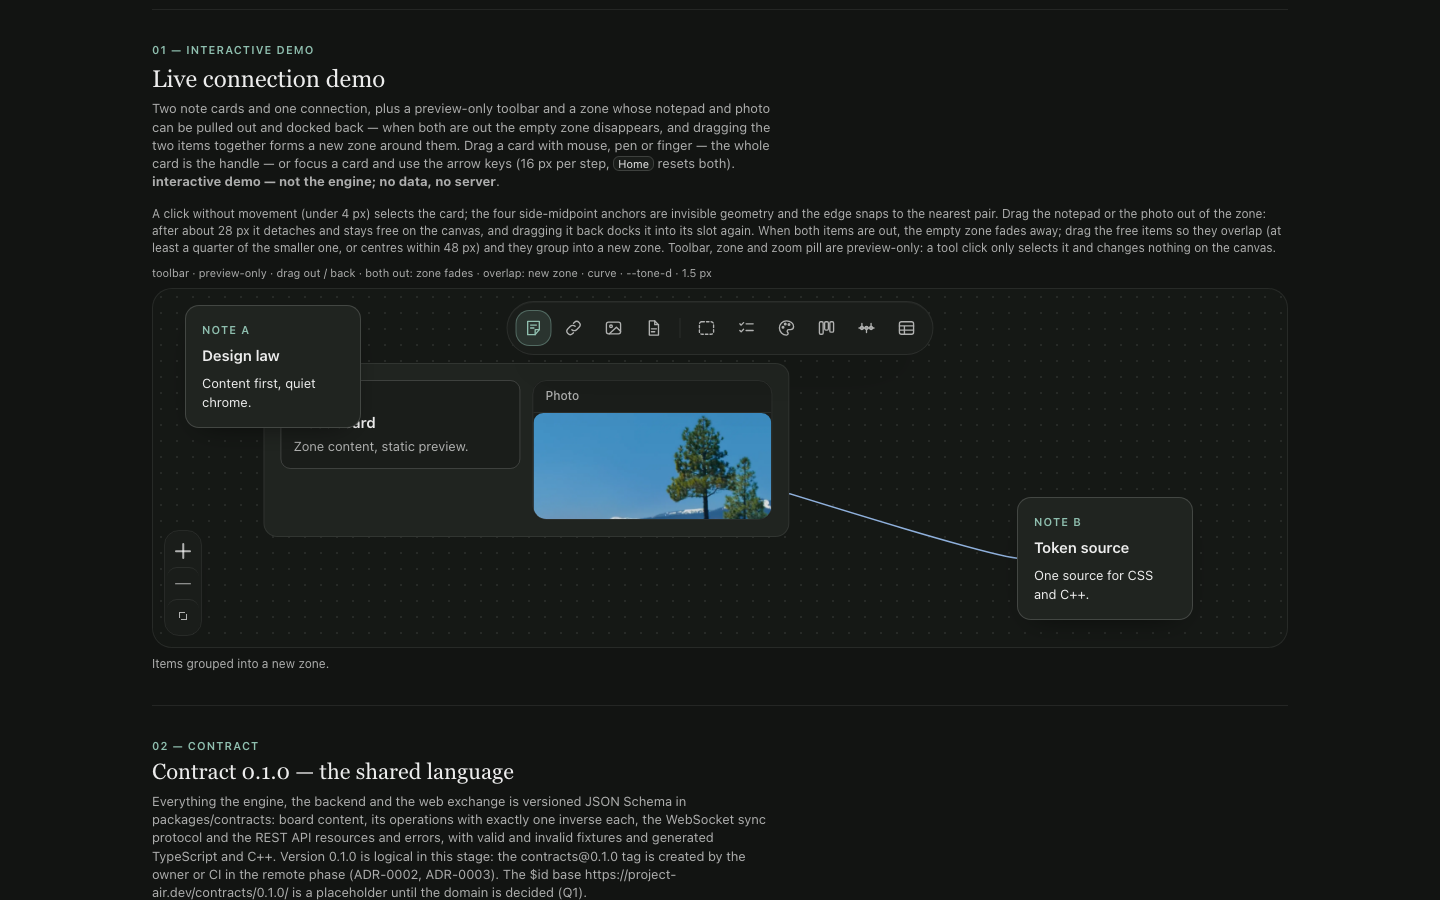 01 — INTERACTIVE DEMO
Live connection demo
Two note cards and one connection, plus a preview-only toolbar and a zone whose notepad and photo
can be pulled out and docked back — when both are out the empty zone disappears, and dragging the
two items together forms a new zone around them. Drag a card with mouse, pen or finger — the whole
card is the handle — or focus a card and use the arrow keys (16 px per step, Home resets both).
interactive demo — not the engine; no data, no server.
A click without movement (under 4 px) selects the card; the four side-midpoint anchors are invisible geometry and the edge snaps to the nearest pair. Drag the notepad or the photo out of the zone:
after about 28 px it detaches and stays free on the canvas, and dragging it back docks it into its slot again. When both items are out, the empty zone fades away; drag the free items so they overlap (at
least a quarter of the smaller one, or centres within 48 px) and they group into a new zone. Toolbar, zone and zoom pill are preview-only: a tool click only selects it and changes nothing on the canvas.
toolbar · preview-only · drag out / back · both out: zone fades · overlap: new zone · curve · --tone-d · 1.5 px
NOTE A
Design law
Content first, quiet
chrome.
Zone content, static preview.
Photo
NOTE B
Token source
One source for CSS
and C++.
Items grouped into a new zone.
02 — CONTRACT
Contract 0.1.0 — the shared language
Everything the engine, the backend and the web exchange is versioned JSON Schema in
packages/contracts: board content, its operations with exactly one inverse each, the WebSocket sync
protocol and the REST API resources and errors, with valid and invalid fixtures and generated
TypeScript and C++. Version 0.1.0 is logical in this stage: the contracts@0.1.0 tag is created by the
owner or CI in the remote phase (ADR-0002, ADR-0003). The $id base https://project-
air.dev/contracts/0.1.0/ is a placeholder until the domain is decided (Q1).